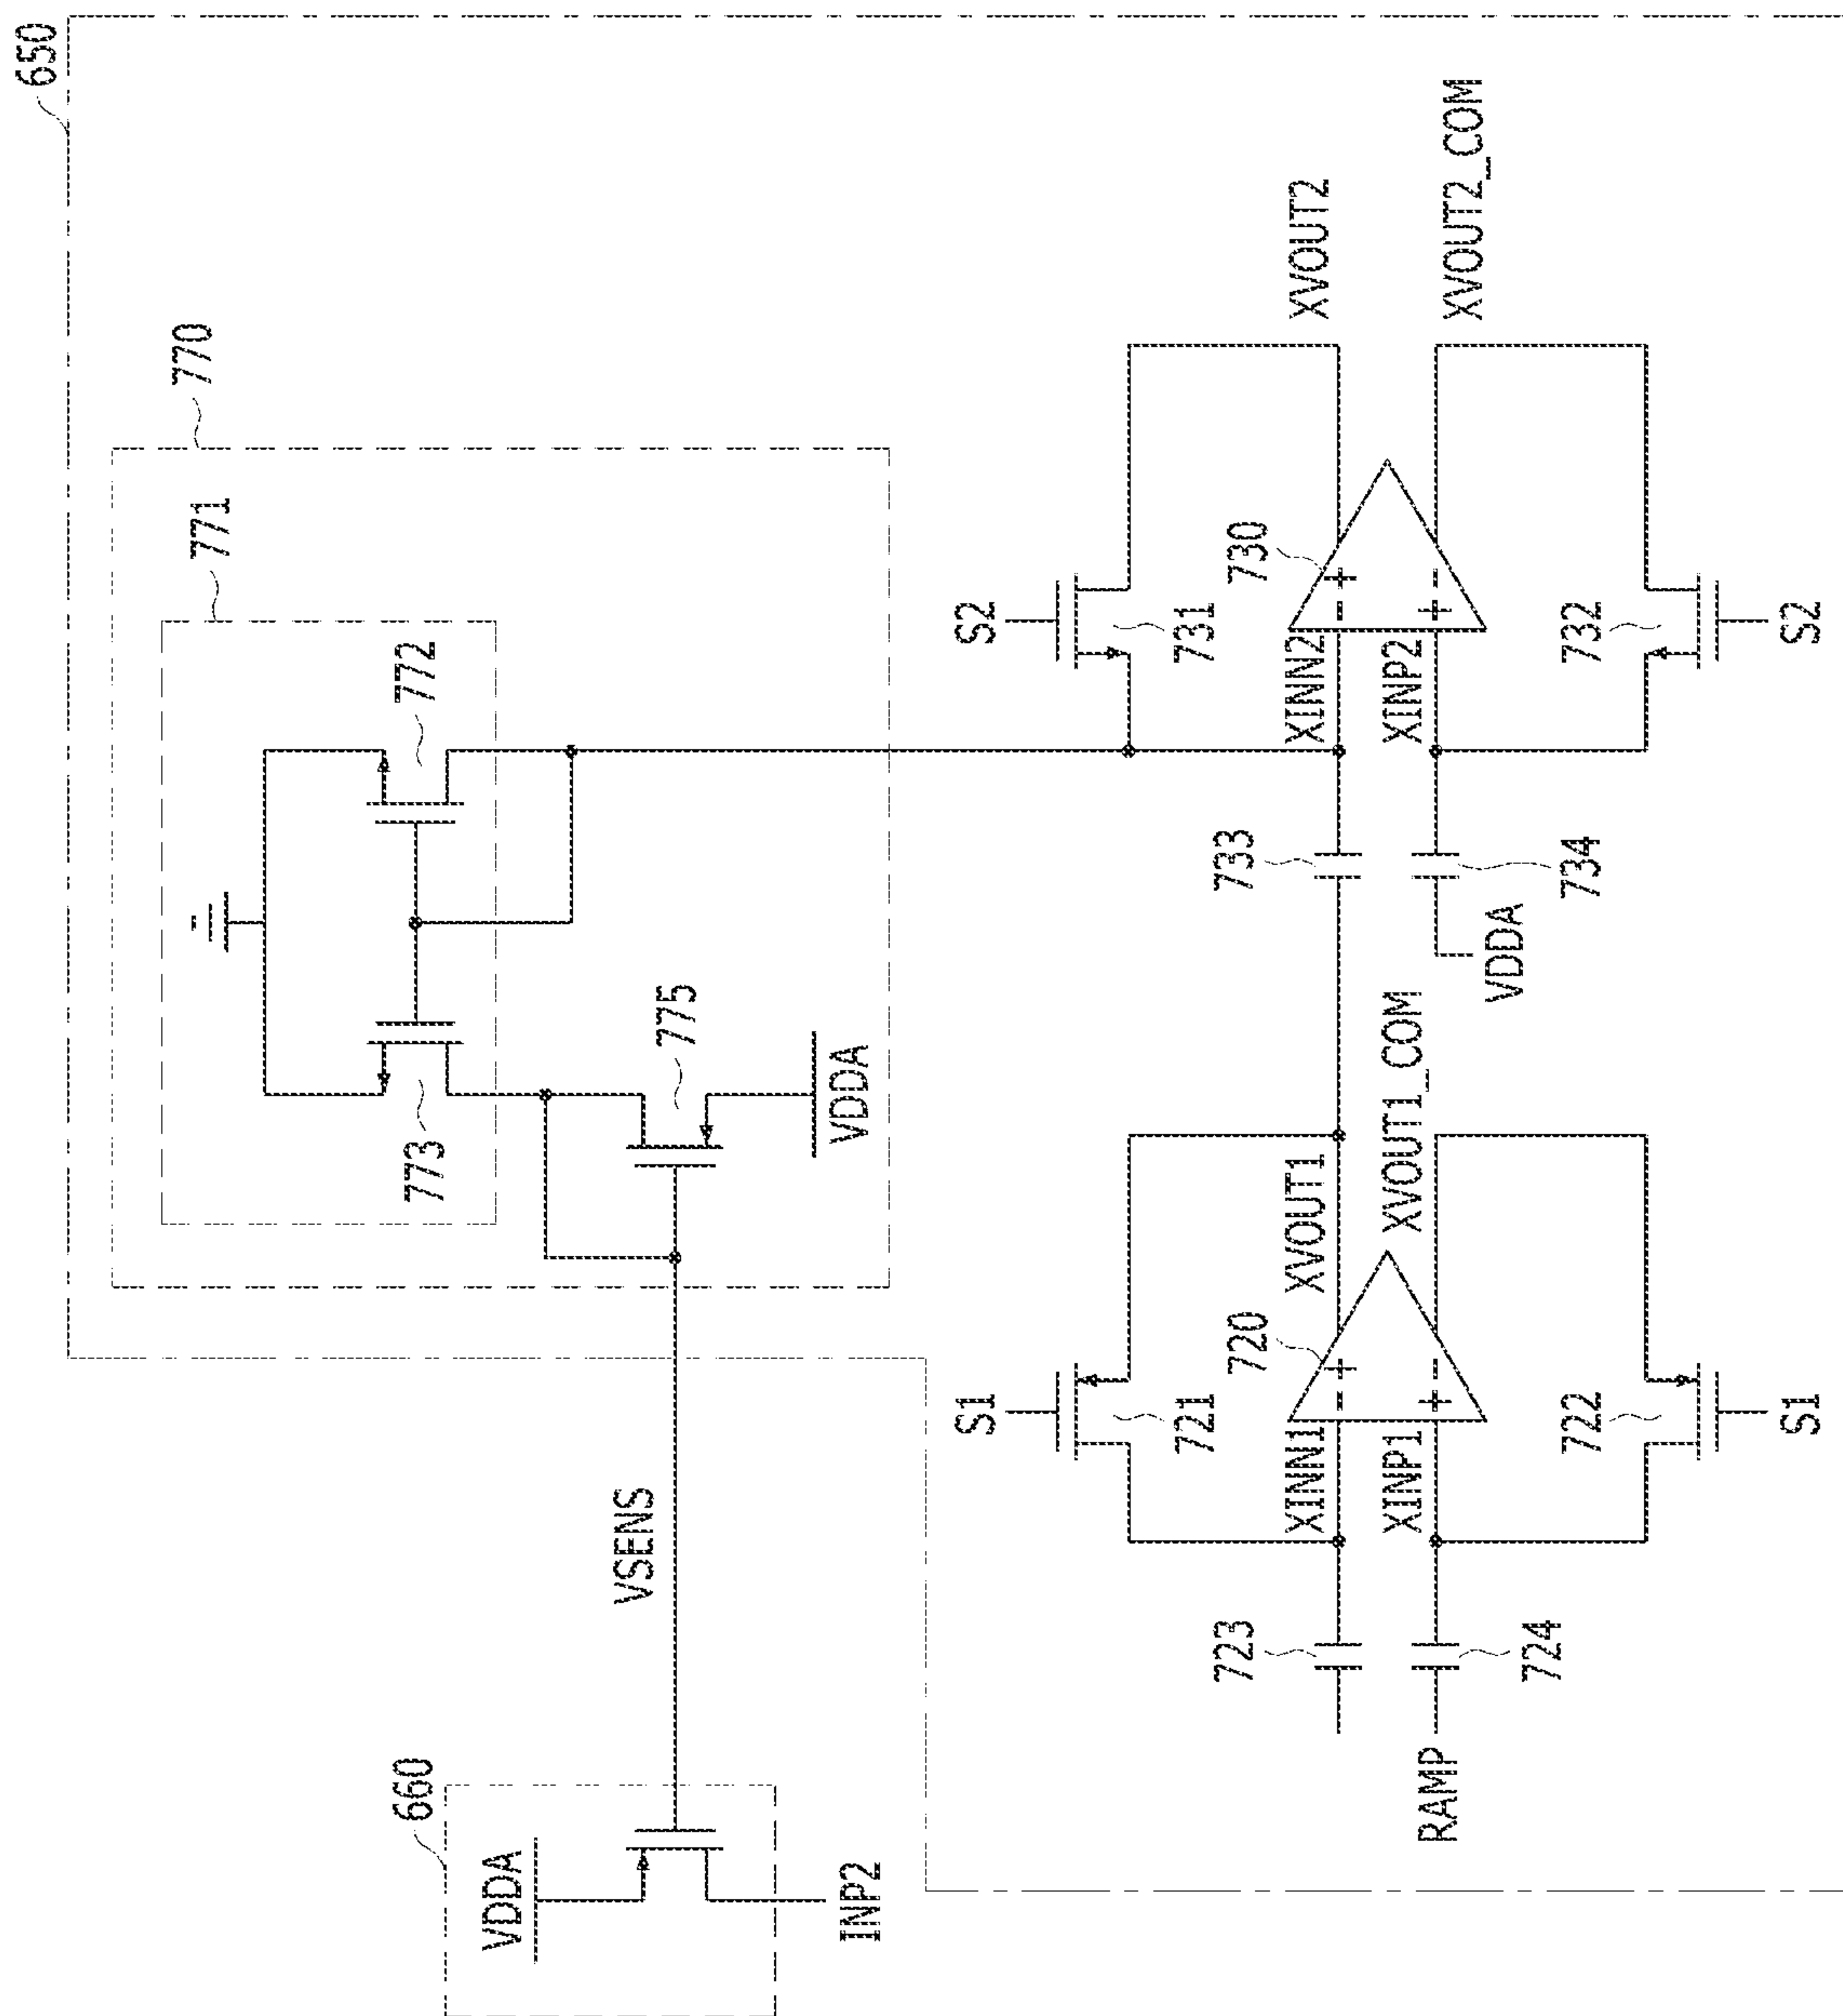 650
770
771
772
773
775
VDDA
VSENS
660
VDDA
INP2
S2
731
730
XINN2
XVOUT2
XINP2
XVOUT2_COM
732
S2
733
734
VDDA
S1
721
720
XINN1
XVOUT1
XINP1
XVOUT1_COM
722
S1
723
724
RAMP